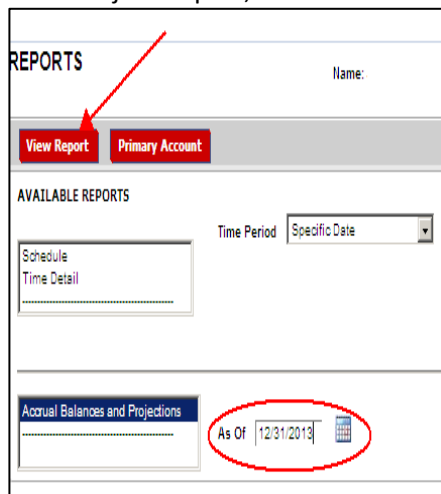 REPORTS
Name:
View Report
Primary Account
AVAILABLE REPORTS
Time Period
Specific Date
Schedule
Time Detail
Accrual Balances and Projections
As Of
12/31/2013